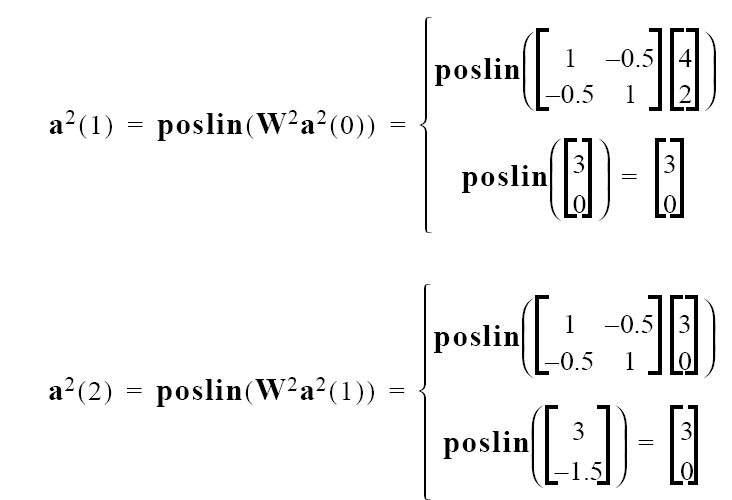 poslin([1 −0.5; −0.5 1][4; 2])
a²(1) = poslin(W²a²(0)) =
poslin([3; 0]) = [3; 0]
poslin([1 −0.5; −0.5 1][3; 0])
a²(2) = poslin(W²a²(1)) =
poslin([3; −1.5]) = [3; 0]